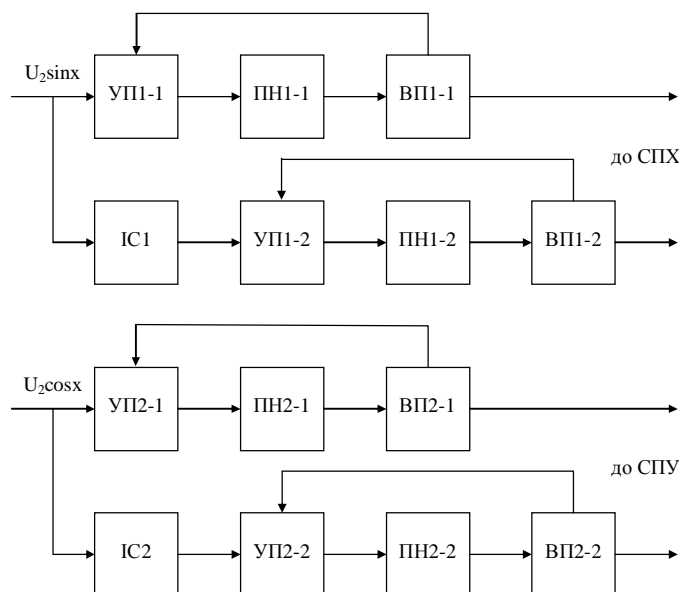 U₂sinx
УП1-1 ПН1-1 ВП1-1
до СПХ
ІС1 УП1-2 ПН1-2 ВП1-2
U₂cosx
УП2-1 ПН2-1 ВП2-1
до СПУ
ІС2 УП2-2 ПН2-2 ВП2-2